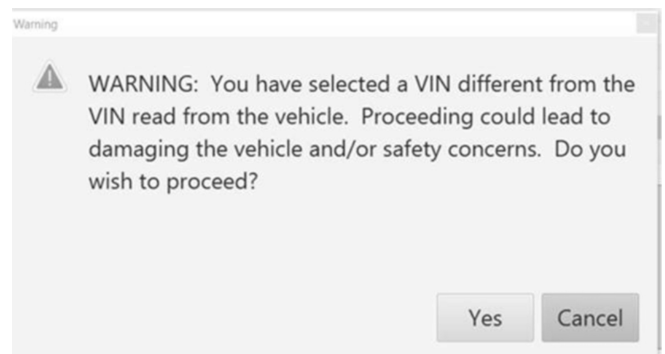 Warning
WARNING: You have selected a VIN different from the
VIN read from the vehicle. Proceeding could lead to
damaging the vehicle and/or safety concerns. Do you
wish to proceed?
Yes Cancel